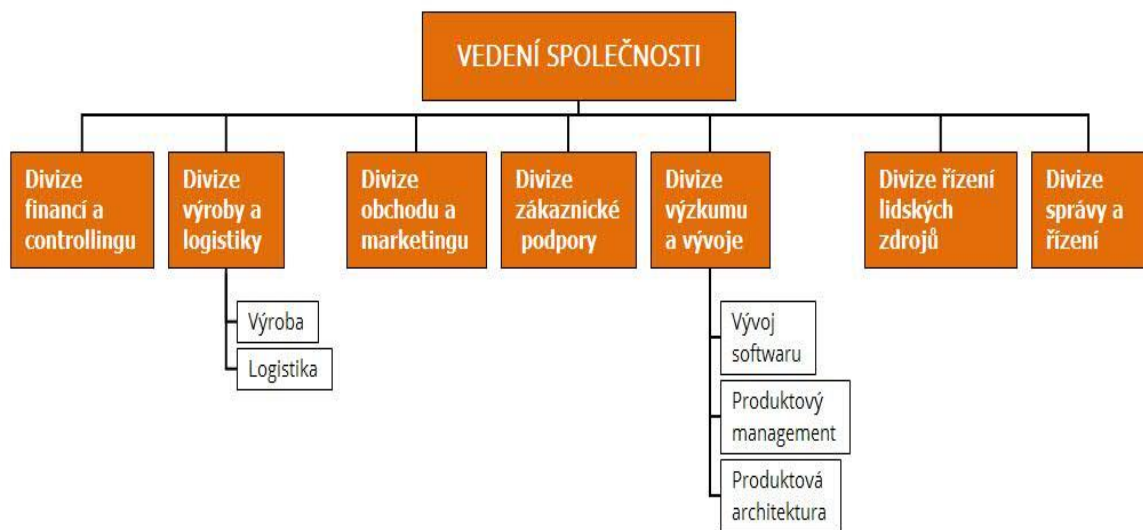 VEDENÍ SPOLEČNOSTI
Divize
financí a
controllingu
Divize
výroby a
logistiky
Divize
obchodu a
marketingu
Divize
zákaznické
podpory
Divize
výzkumu
a vývoje
Divize řízení
lidských
zdrojů
Divize
správy a
řízení
Výroba
Logistika
Vývoj
softwaru
Produktový
management
Produktová
architektura